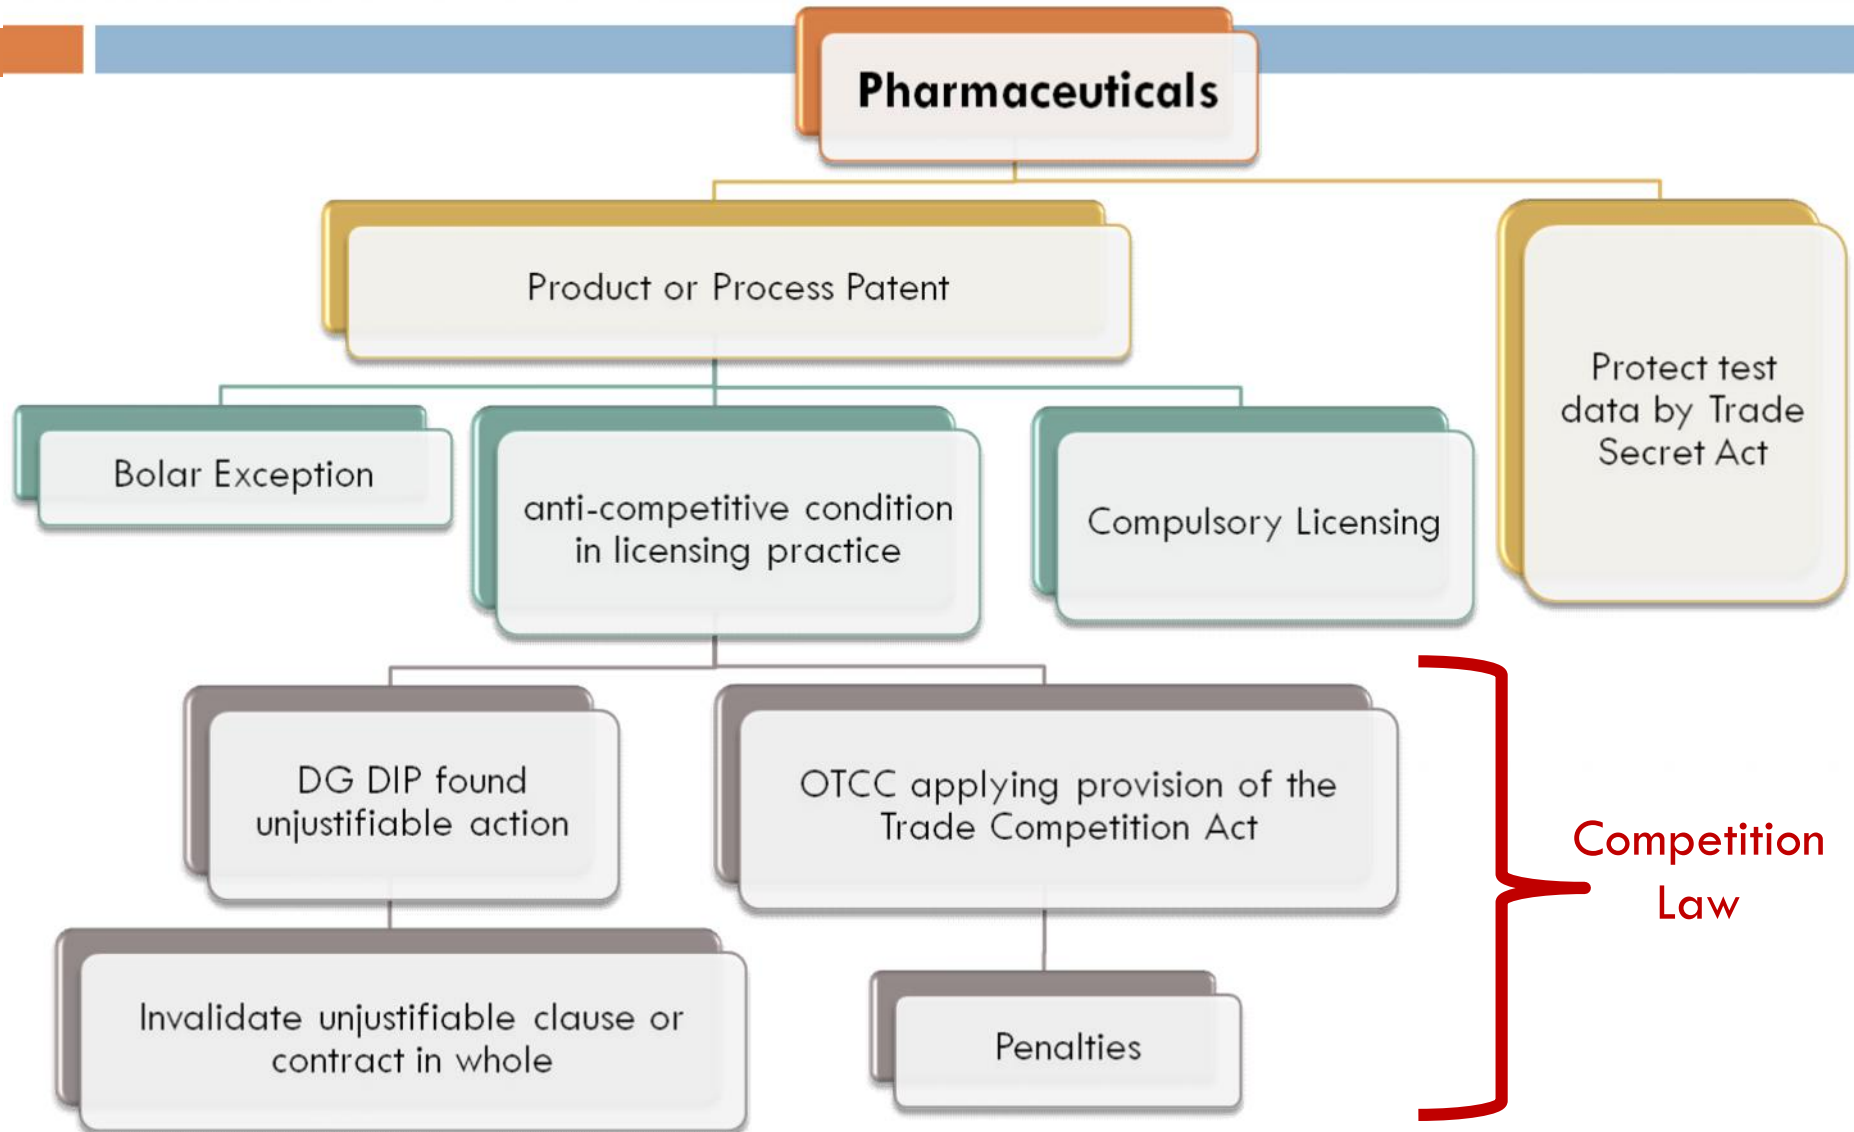 Pharmaceuticals
Product or Process Patent
Protect test
data by Trade
Secret Act
Bolar Exception
anti-competitive condition
in licensing practice
Compulsory Licensing
DG DIP found
unjustifiable action
OTCC applying provision of the
Trade Competition Act
Competition
Law
Invalidate unjustifiable clause or
contract in whole
Penalties